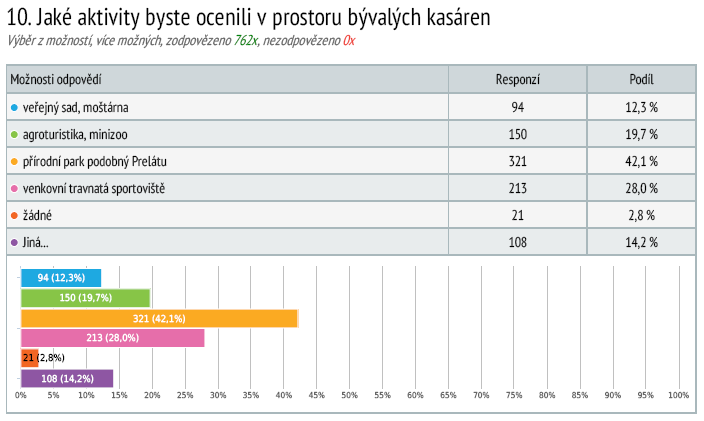 10. Jaké aktivity byste ocenili v prostoru bývalých kasáren
Výběr z možností, více možných, zodpovězeno 762x, nezodpovězeno 0x
Možnosti odpovědí Responzí Podíl
veřejný sad, moštárna 94 12,3 %
agroturistika, minizoo 150 19,7 %
přírodní park podobný Prelátu 321 42,1 %
venkovní travnatá sportoviště 213 28,0 %
žádné 21 2,8 %
Jiná... 108 14,2 %
94 (12,3%)
150 (19,7%)
321 (42,1%)
213 (28,0%)
21 (2,8%)
108 (14,2%)
0% 5% 10% 15% 20% 25% 30% 35% 40% 45% 50% 55% 60% 65% 70% 75% 80% 85% 90% 95% 100%